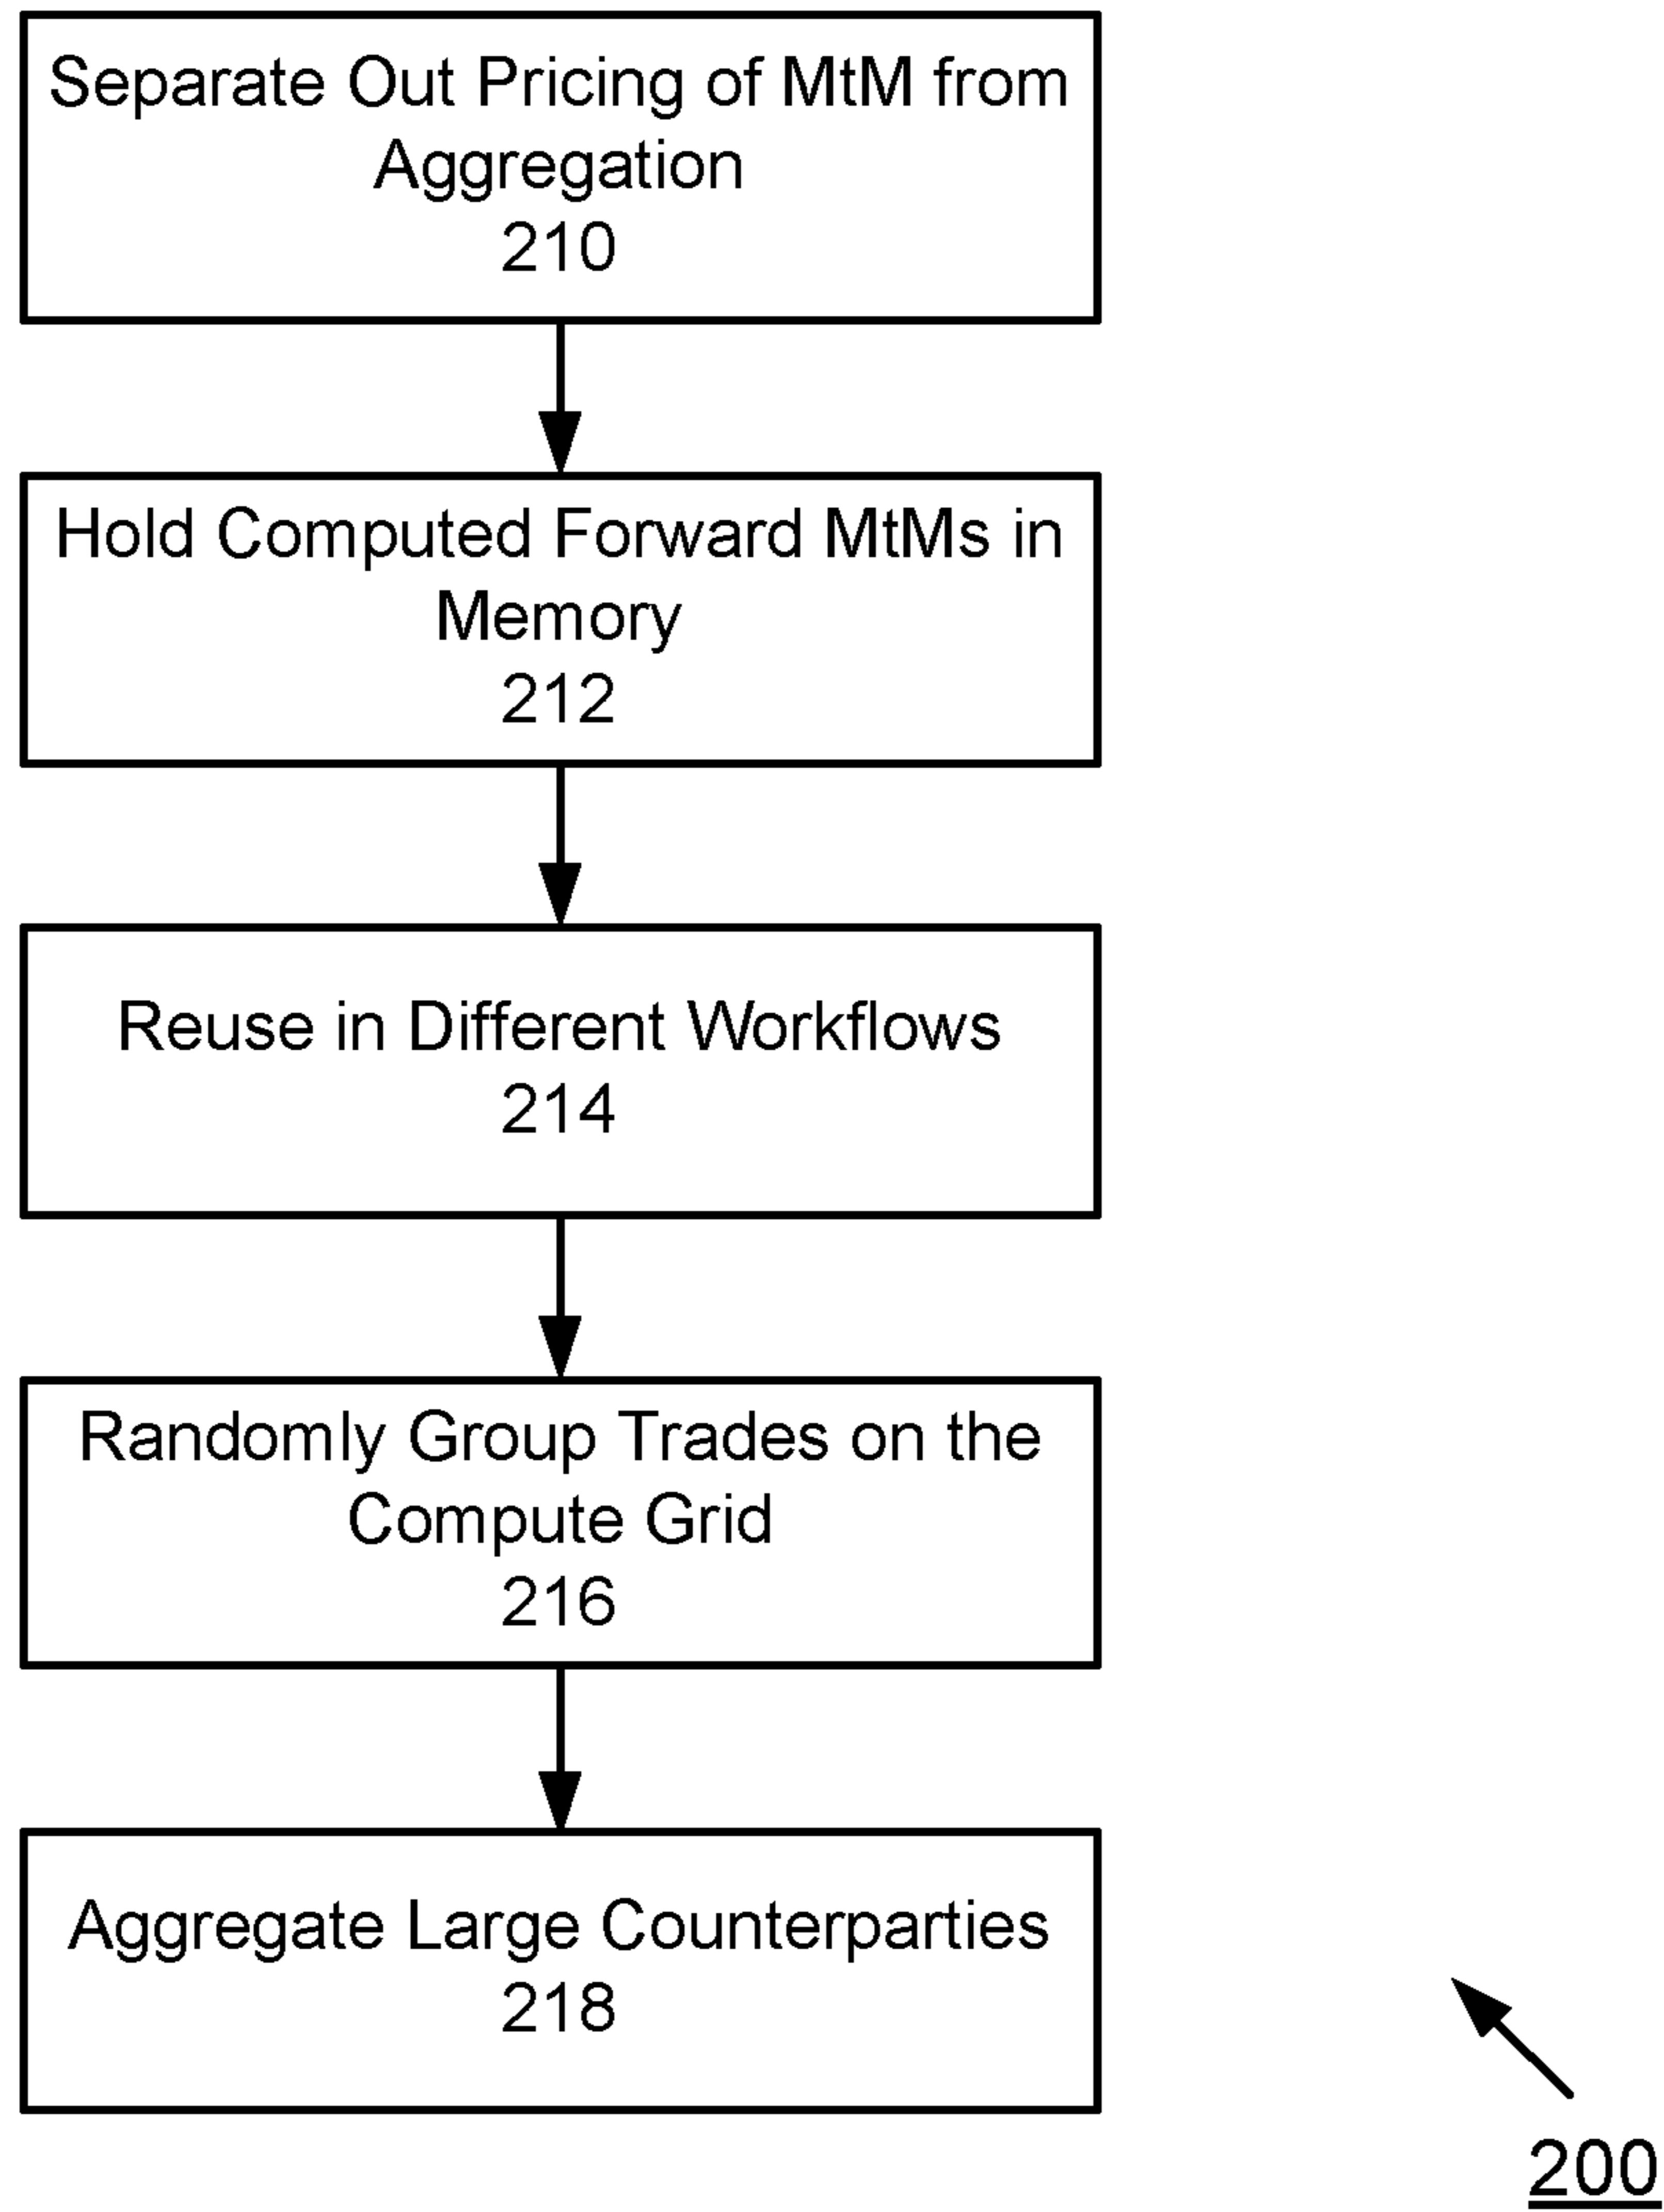 Separate Out Pricing of MtM from
Aggregation
210
Hold Computed Forward MtMs in
Memory
212
Reuse in Different Workflows
214
Randomly Group Trades on the
Compute Grid
216
Aggregate Large Counterparties
218
200